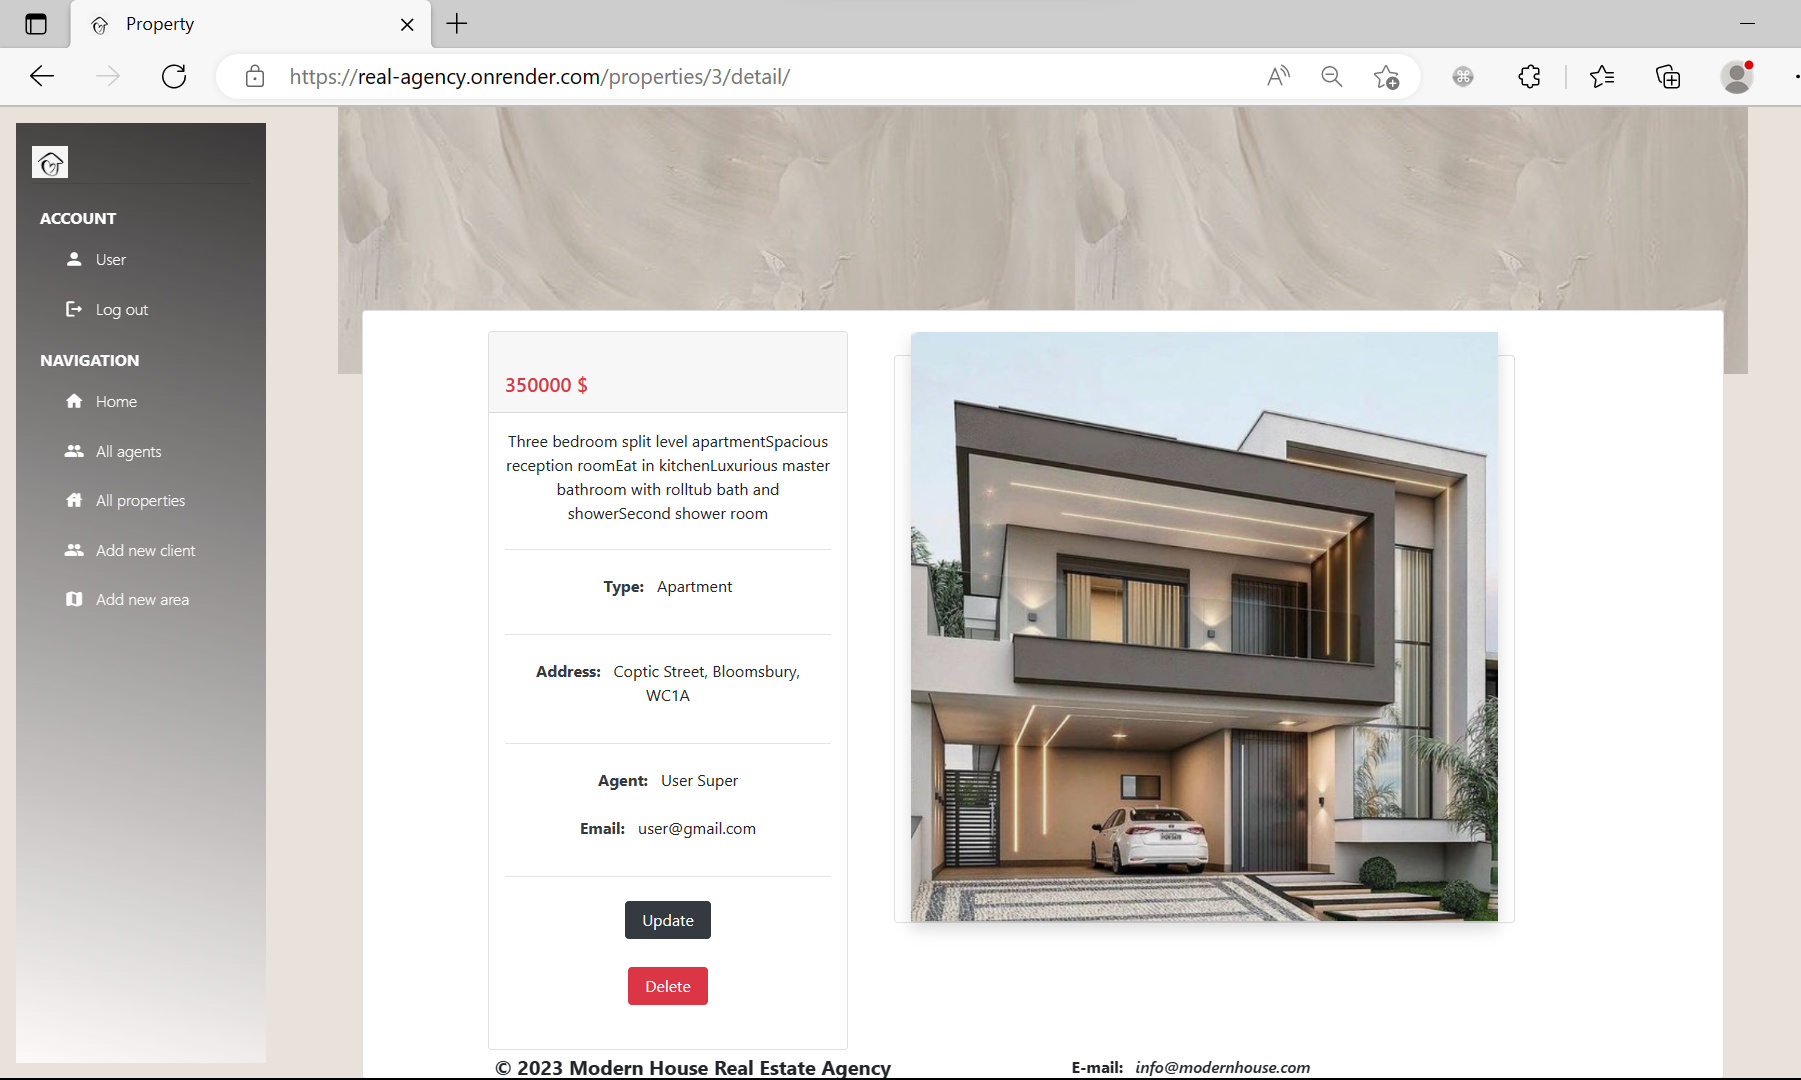 Property
https://real-agency.onrender.com/properties/3/detail/
ACCOUNT
User
Log out
NAVIGATION
Home
All agents
All properties
Add new client
Add new area
350000 $
Three bedroom split level apartmentSpacious
reception roomEat in kitchenLuxurious master
bathroom with rolltub bath and
showerSecond shower room
Type: Apartment
Address: Coptic Street, Bloomsbury,
WC1A
Agent: User Super
Email: user@gmail.com
Update
Delete
© 2023 Modern House Real Estate Agency
E-mail: info@modernhouse.com